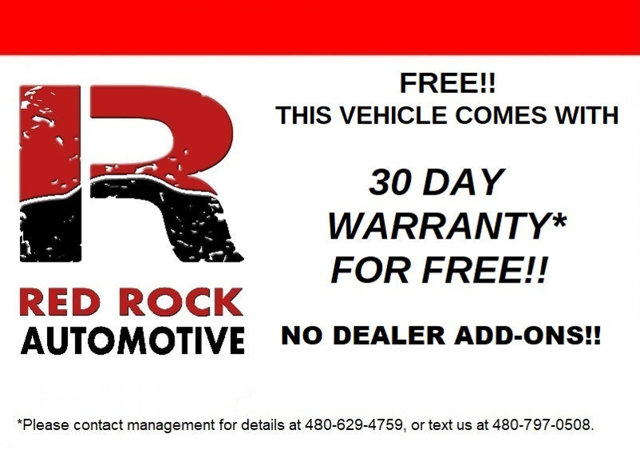 FREE!!
THIS VEHICLE COMES WITH
30 DAY
WARRANTY*
FOR FREE!!
NO DEALER ADD-ONS!!
R
RED ROCK
AUTOMOTIVE
*Please contact management for details at 480-629-4759, or text us at 480-797-0508.